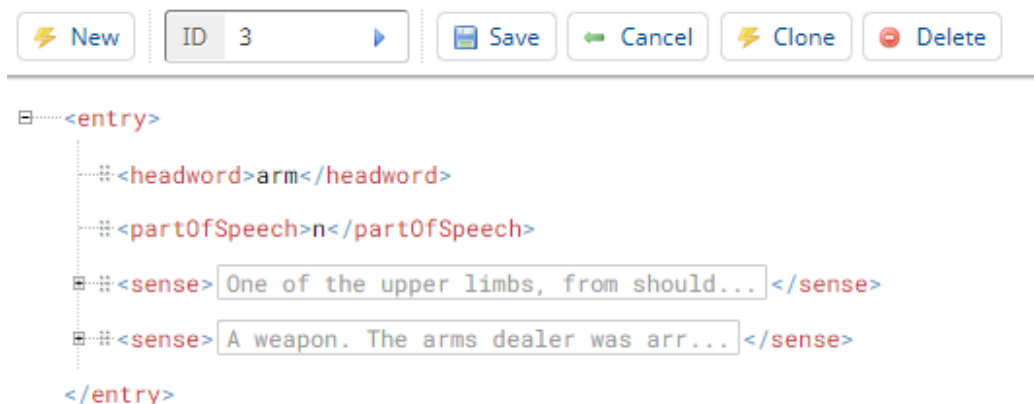 New ID 3 Save Cancel Clone Delete
<entry>
<headword>arm</headword>
<partOfSpeech>n</partOfSpeech>
<sense>One of the upper limbs, from should...</sense>
<sense>A weapon. The arms dealer was arr...</sense>
</entry>